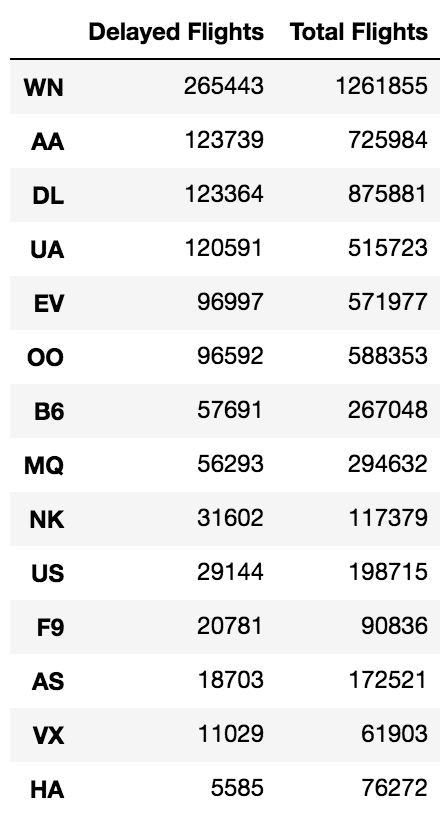 Delayed Flights Total Flights
WN 265443 1261855
AA 123739 725984
DL 123364 875881
UA 120591 515723
EV 96997 571977
OO 96592 588353
B6 57691 267048
MQ 56293 294632
NK 31602 117379
US 29144 198715
F9 20781 90836
AS 18703 172521
VX 11029 61903
HA 5585 76272